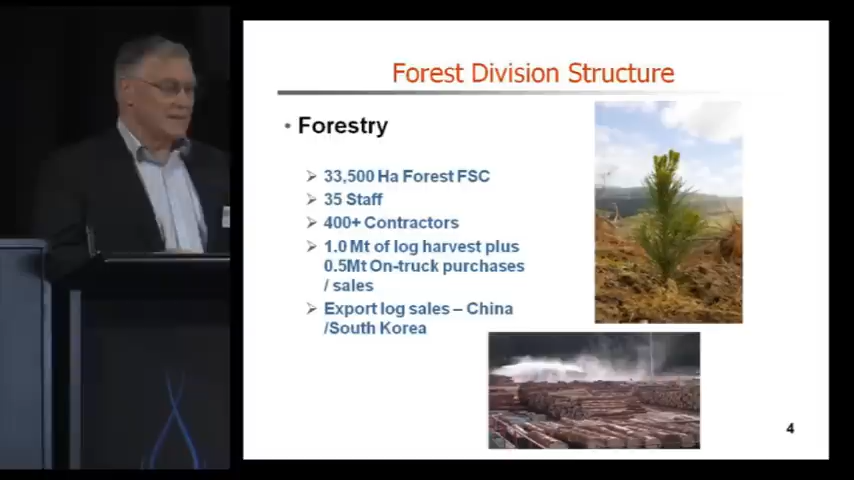 Forest Division Structure
• Forestry
➢ 33,500 Ha Forest FSC
➢ 35 Staff
➢ 400+ Contractors
➢ 1.0 Mt of log harvest plus
0.5Mt On-truck purchases
/ sales
➢ Export log sales – China
/South Korea
4